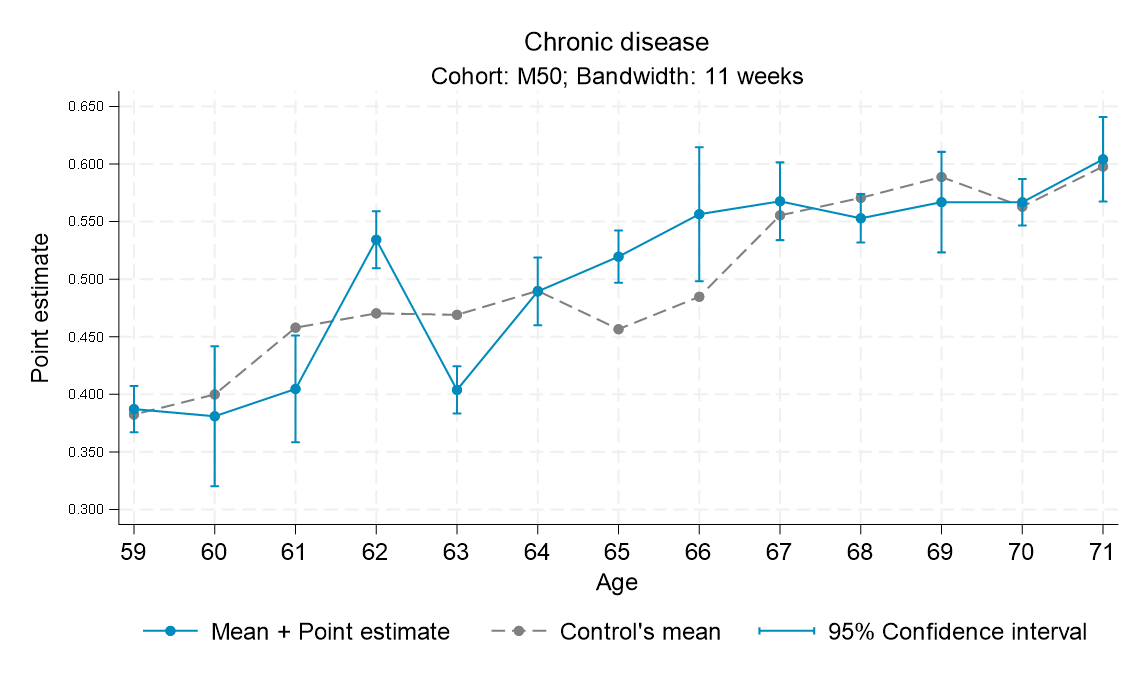 Chronic disease
Cohort: M50; Bandwidth: 11 weeks
Point estimate
0.650
0.600
0.550
0.500
0.450
0.400
0.350
0.300
59 60 61 62 63 64 65 66 67 68 69 70 71
Age
Mean + Point estimate Control's mean 95% Confidence interval